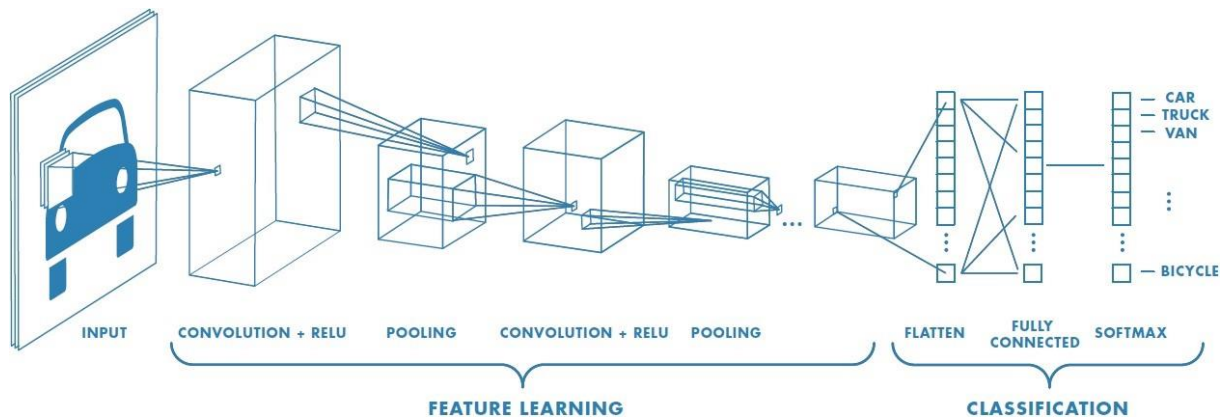 CAR
TRUCK
VAN
BICYCLE
INPUT
CONVOLUTION + RELU
POOLING
CONVOLUTION + RELU
POOLING
FLATTEN
FULLY
CONNECTED
SOFTMAX
FEATURE LEARNING
CLASSIFICATION